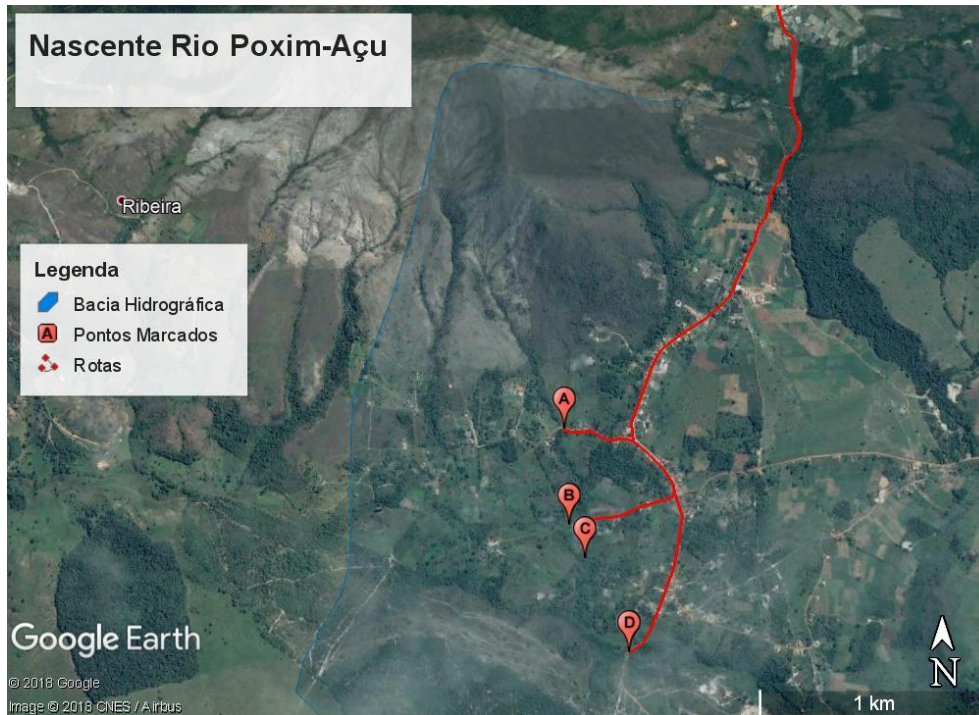 Nascente Rio Poxim-Açu
Ribeira
Legenda
Bacia Hidrográfica
A Pontos Marcados
Rotas
A
B
C
D
Google Earth
N
© 2018 Google
Image © 2018 CNES / Airbus
1 km